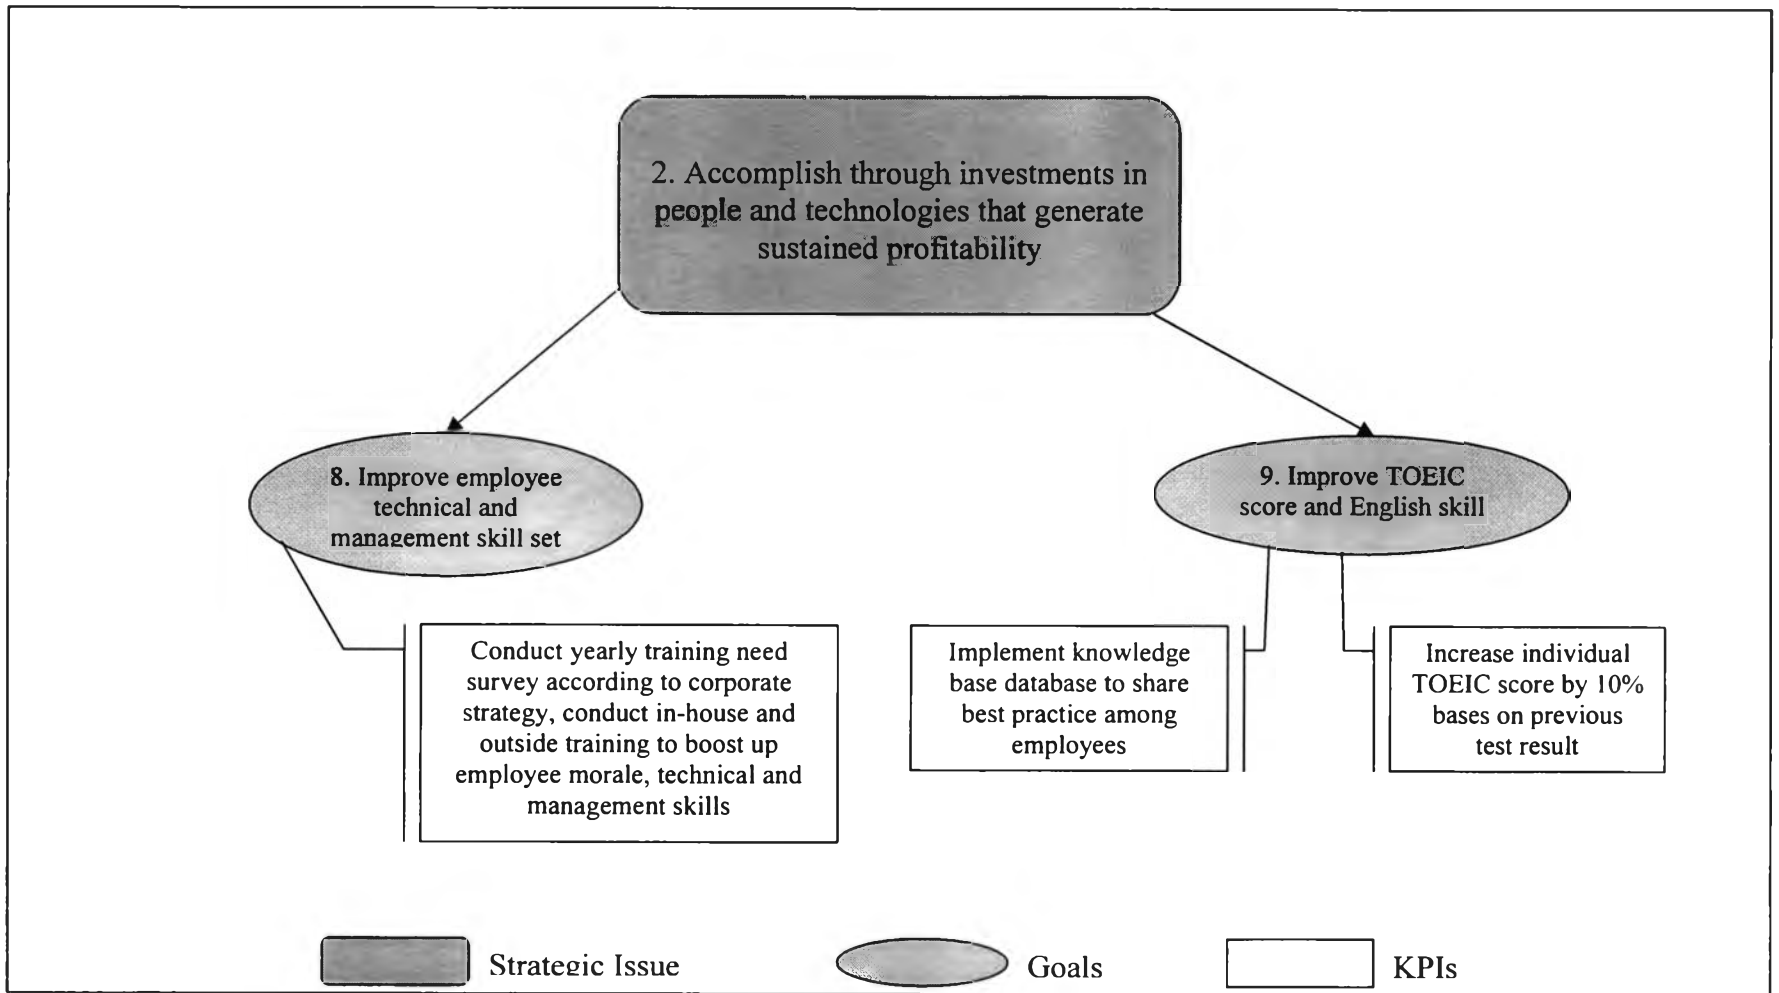 2. Accomplish through investments in
people and technologies that generate
sustained profitability
8. Improve employee
technical and
management skill set
9. Improve TOEIC
score and English skill
Conduct yearly training need
survey according to corporate
strategy, conduct in-house and
outside training to boost up
employee morale, technical and
management skills
Implement knowledge
base database to share
best practice among
employees
Increase individual
TOEIC score by 10%
bases on previous
test result
Strategic Issue
Goals
KPIs